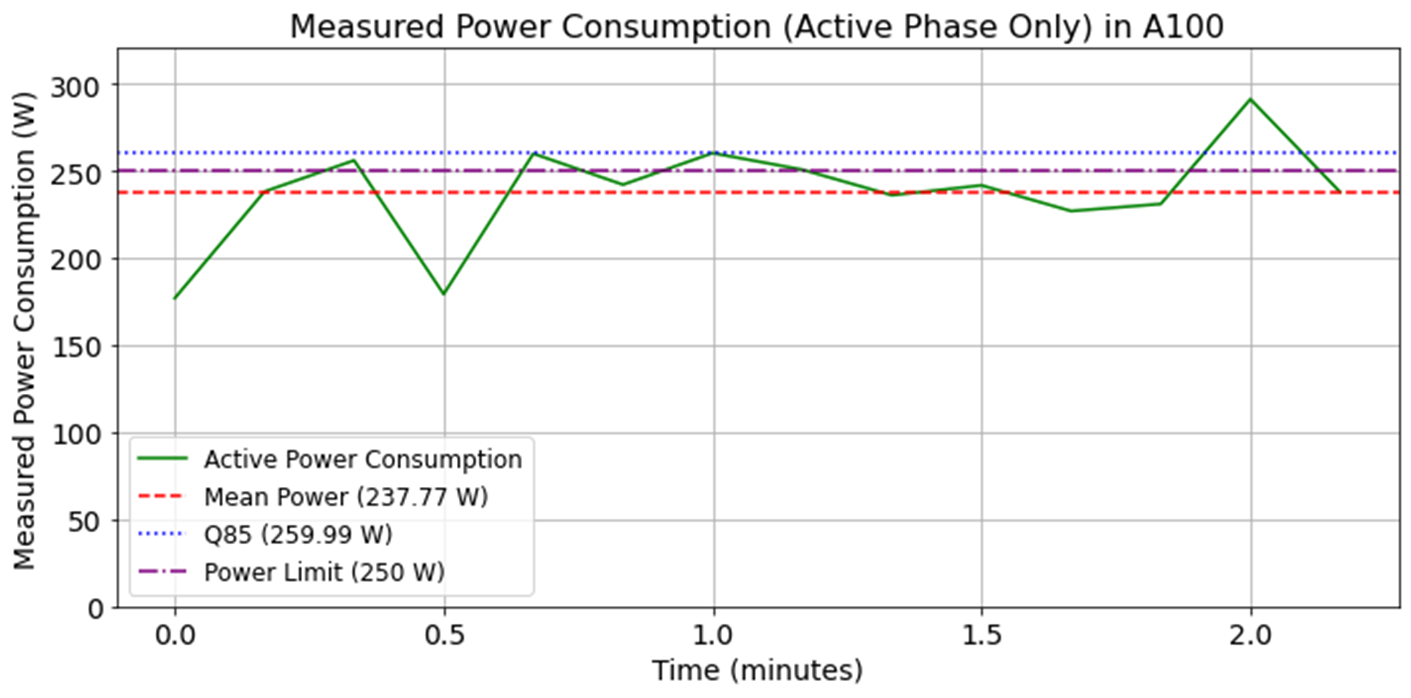 Measured Power Consumption (Active Phase Only) in A100
Measured Power Consumption (W)
300
250
200
150
100
50
0
Active Power Consumption
Mean Power (237.77 W)
Q85 (259.99 W)
Power Limit (250 W)
0.0
0.5
1.0
1.5
2.0
Time (minutes)